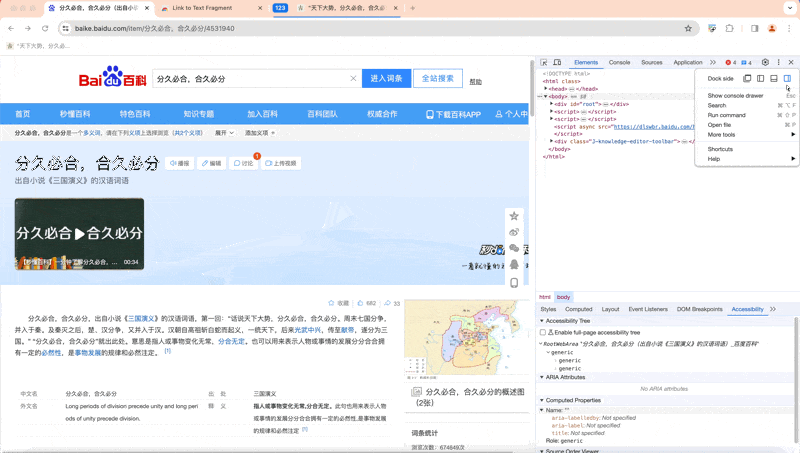 分久必合，合久必分（出自小
Link to Text Fragment
123
"天下大势，分久必合，合
baike.baidu.com/item/分久必合，合久必分/4531940
"天下大势，分久必...
Bai du 百科
分久必合，合久必分
进入词条
全站搜索
帮助
首页
秒懂百科
特色百科
知识专题
加入百科
百科团队
权威合作
下载百科APP
个人中
分久必合，合久必分是一个多义词，请在下列义项上选择浏览（共2个义项）
展开
添加义项
分久必合，合久必分
播报
编辑
讨论
1
上传视频
出自小说《三国演义》的汉语词语
分久必合▶合久必分
【秒懂百科】一分钟了解分久必合，...
00:34
收藏
682
33
分久必合，合久必分，出自小说《三国演义》的汉语词语，第一回："话说天下大势，分久必合，合久必分。周末七国分争，
并入于秦。及秦灭之后，楚、汉分争，又并入于汉。汉朝自高祖斩白蛇而起义，一统天下，后来光武中兴，传至献帝，遂分为三
国。" "分久必合，合久必分"就出此处。意思是指人或事物变化无常，分合无定。也可以用来表示人物或事情的发展分分合合拥
有一定的必然性，是事物发展的规律和必然注定。 [1]
分久必合，合久必分的概述图
（2张）
中文名
分久必合，合久必分
外文名
Long periods of division precede unity and long peri
ods of unity precede division.
出 处
三国演义
释 义
指人或事物变化无常,分合无定。此句也用来表示人物
或事情的发展分分合合拥有一定的必然性,是事物发展
的规律和必然注定 [1]
词条统计
浏览次数：674649次
Elements
Console
Sources
Network
Performance
Memory
Application
4
4
<!DOCTYPE html>
<html class>
<head>⋯</head>
<body> == $0
<div id="root">⋯</div>
<script>⋯</script>
<script>⋯</script>
<script async src="https://dlswbr.baidu.com/h
</script>
<div class="J-knowledge-editor-toolbar">⋯
</body>
</html>
Dock side
Show console drawer
Esc
Search
⌘ ⌥ F
Run command
⌘ ⇧ P
Open file
⌘ P
More tools
Shortcuts
Help
html
body
Styles
Computed
Layout
Event Listeners
DOM Breakpoints
Accessibility
Accessibility Tree
Enable full-page accessibility tree
RootWebArea "分久必合，合久必分（出自小说《三国演义》的汉语词语）_百度百科"
generic
generic
generic
ARIA Attributes
No ARIA attributes
Computed Properties
Name: ""
aria-labelledby: Not specified
aria-label: Not specified
title: Not specified
Role: generic
Source Order Viewer